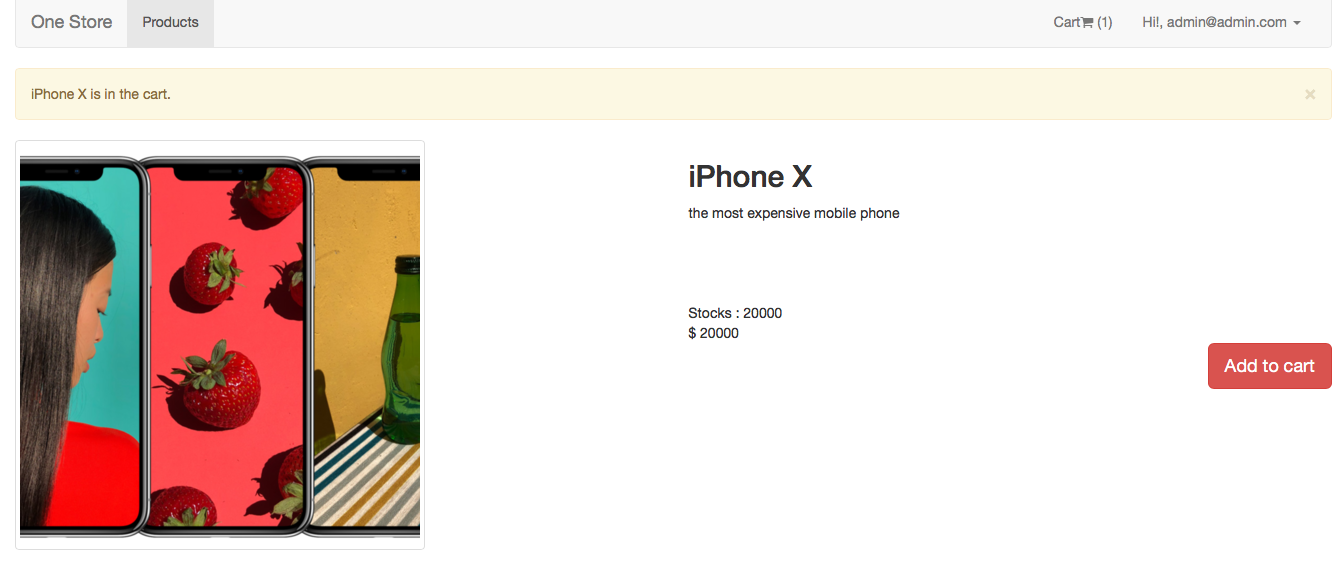 One Store Products Cart (1) Hi!, admin@admin.com
iPhone X is in the cart. ×
iPhone X
the most expensive mobile phone
Stocks : 20000
$ 20000
Add to cart